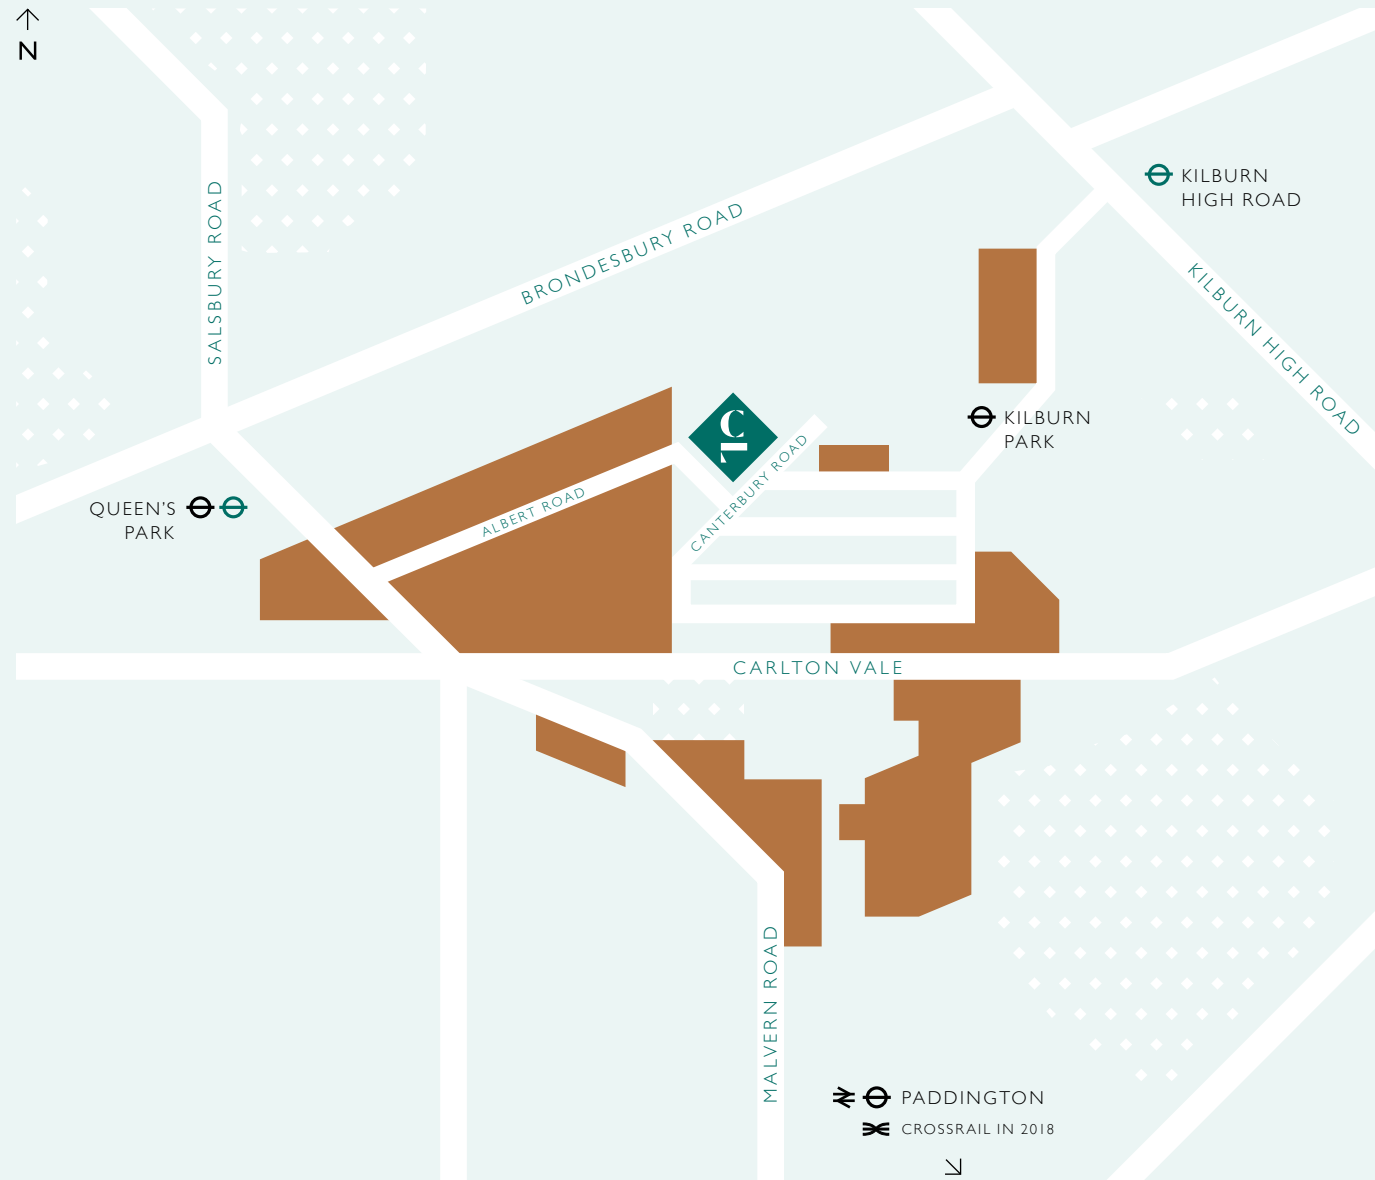 N
SALSBURY ROAD
BRONDESBURY ROAD
KILBURN
HIGH ROAD
KILBURN HIGH ROAD
KILBURN
PARK
C
CANTERBURY ROAD
ALBERT ROAD
QUEEN'S
PARK
CARLTON VALE
MALVERN ROAD
PADDINGTON
CROSSRAIL IN 2018